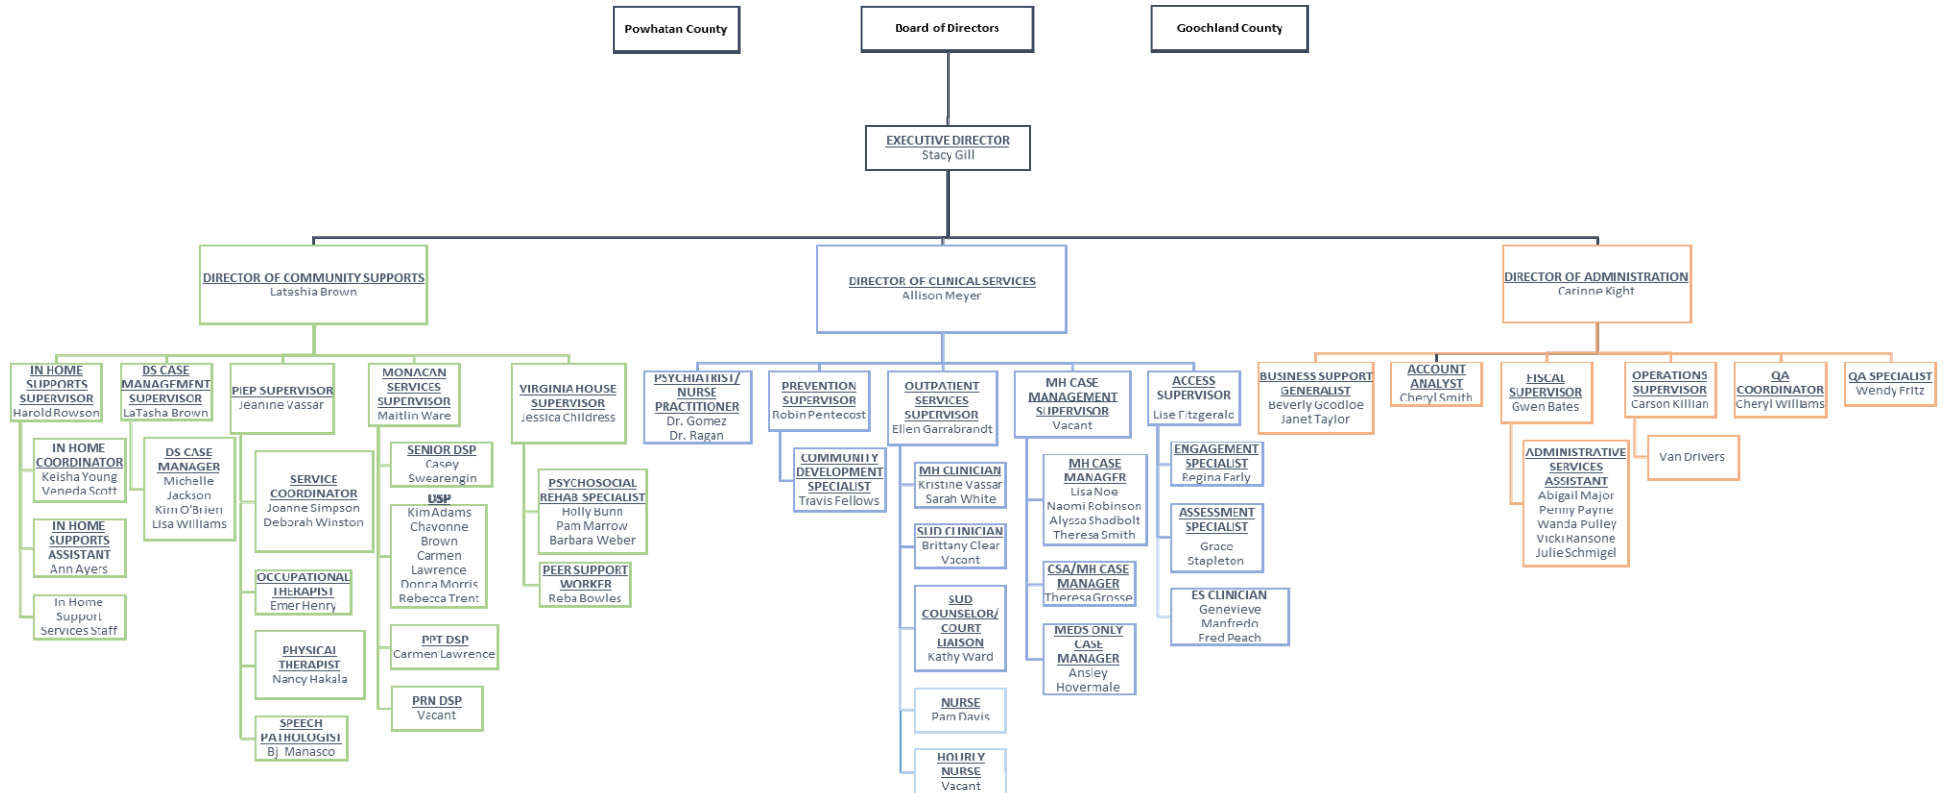 Powhatan County
Board of Directors
Goochland County
EXECUTIVE DIRECTOR
Stacy Gill
DIRECTOR OF COMMUNITY SUPPORTS
Lateshia Brown
DIRECTOR OF CLINICAL SERVICES
Allison Meyer
DIRECTOR OF ADMINISTRATION
Carinne Kight
IN HOME
SUPPORTS
SUPERVISOR
Harold Rowson
IN HOME
COORDINATOR
Keisha Young
Veneda Scott
IN HOME
SUPPORTS
ASSISTANT
Ann Ayers
In Home
Support
Services Staff
DS CASE
MANAGEMENT
SUPERVISOR
LaTasha Brown
DS CASE
MANAGER
Michelle
Jackson
Kim O'Brien
Lisa Williams
PIEP SUPERVISOR
Jeanine Vassar
SERVICE
COORDINATOR
Joanne Simpson
Deborah Winston
OCCUPATIONAL
THERAPIST
Emer Henry
PHYSICAL
THERAPIST
Nancy Hakala
SPEECH
PATHOLOGIST
Bj Manasco
MONACAN
SERVICES
SUPERVISOR
Maitlin Ware
SENIOR DSP
Casey
Swearengin
DSP
Kim Adams
Chavonne
Brown
Carmen
Lawrence
Donna Morris
Rebecca Trent
PPT DSP
Carmen Lawrence
PRN DSP
Vacant
VIRGINIA HOUSE
SUPERVISOR
Jessica Childress
PSYCHOSOCIAL
REHAB SPECIALIST
Holly Bunn
Pam Marrow
Barbara Weber
PEER SUPPORT
WORKER
Reba Bowles
PSYCHIATRIST/
NURSE
PRACTITIONER
Dr. Gomez
Dr. Ragan
PREVENTION
SUPERVISOR
Robin Pentecost
COMMUNITY
DEVELOPMENT
SPECIALIST
Travis Fellows
OUTPATIENT
SERVICES
SUPERVISOR
Ellen Garrabrandt
MH CLINICIAN
Kristine Vassar
Sarah White
SUD CLINICIAN
Brittany Clear
Vacant
SUD
COUNSELOR/
COURT
LIAISON
Kathy Ward
NURSE
Pam Davis
HOURLY
NURSE
Vacant
MH CASE
MANAGEMENT
SUPERVISOR
Vacant
MH CASE
MANAGER
Lisa Noe
Naomi Robinson
Alyssa Shadbolt
Theresa Smith
CSA/MH CASE
MANAGER
Theresa Grosse
MEDS ONLY
CASE
MANAGER
Ansley
Hovermale
ACCESS
SUPERVISOR
Lise Fitzgerald
ENGAGEMENT
SPECIALIST
Regina Early
ASSESSMENT
SPECIALIST
Grace
Stapleton
ES CLINICIAN
Genevieve
Manfredo
Fred Peach
BUSINESS SUPPORT
GENERALIST
Beverly Goodloe
Janet Taylor
ACCOUNT
ANALYST
Cheryl Smith
FISCAL
SUPERVISOR
Gwen Bates
ADMINISTRATIVE
SERVICES
ASSISTANT
Abigail Major
Penny Payne
Wanda Pulley
Vicki Ransone
Julie Schmigel
OPERATIONS
SUPERVISOR
Carson Killian
Van Drivers
QA
COORDINATOR
Cheryl Williams
QA SPECIALIST
Wendy Fritz